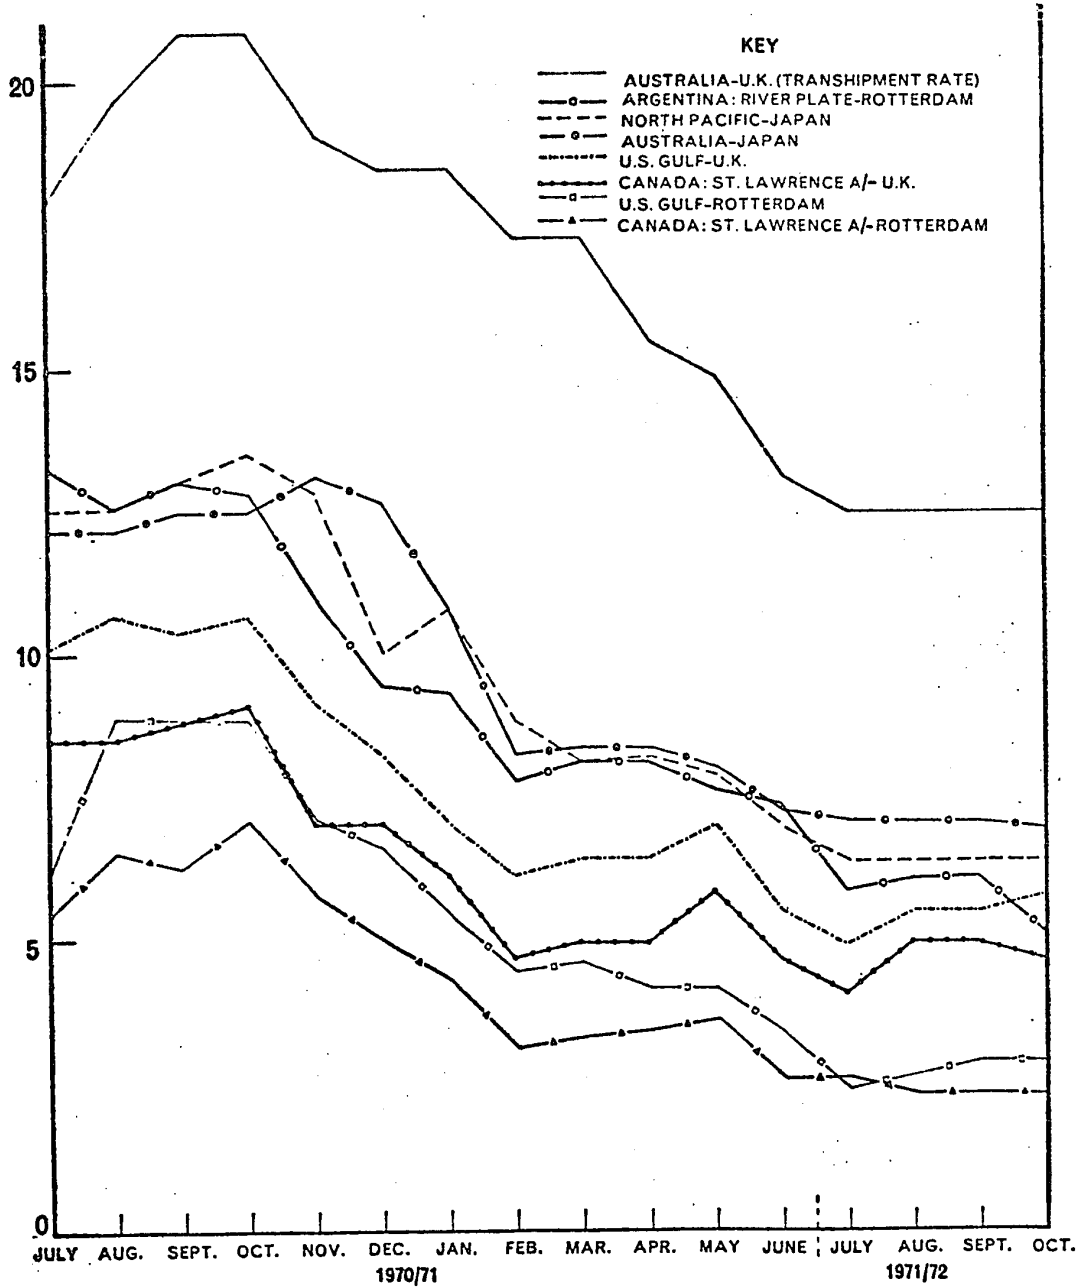 KEY
AUSTRALIA-U.K. (TRANSHIPMENT RATE)
ARGENTINA: RIVER PLATE-ROTTERDAM
NORTH PACIFIC-JAPAN
AUSTRALIA-JAPAN
U.S. GULF-U.K.
CANADA: ST. LAWRENCE A/- U.K.
U.S. GULF-ROTTERDAM
CANADA: ST. LAWRENCE A/-ROTTERDAM
20
15
10
5
0
JULY AUG. SEPT. OCT. NOV. DEC. JAN. FEB. MAR. APR. MAY JUNE JULY AUG. SEPT. OCT.
1970/71 1971/72